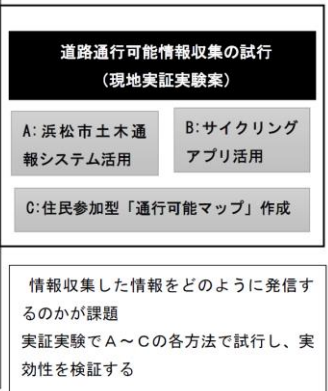 道路通行可能情報収集の試行
（現地実証実験案）
A:浜松市土木通
報システム活用
B:サイクリング
アプリ活用
C:住民参加型「通行可能マップ」作成
情報収集した情報をどのように発信す
るのかが課題
実証実験でＡ～Ｃの各方法で試行し、実
効性を検証する